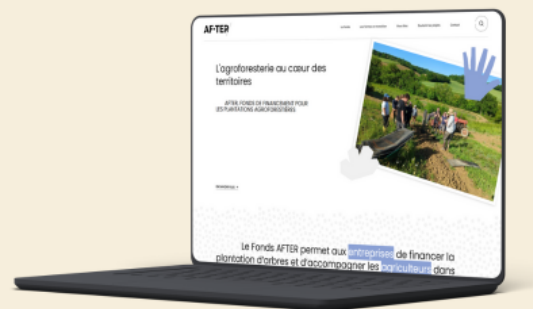 AF-TER
L'agroforesterie au cœur des
territoires
AFTER, FONDS DE FINANCEMENT POUR
LES PLANTATIONS AGROFORESTIÈRES
Le Fonds AFTER permet aux entreprises de financer la
plantation d'arbres et d'accompagner les agriculteurs dans